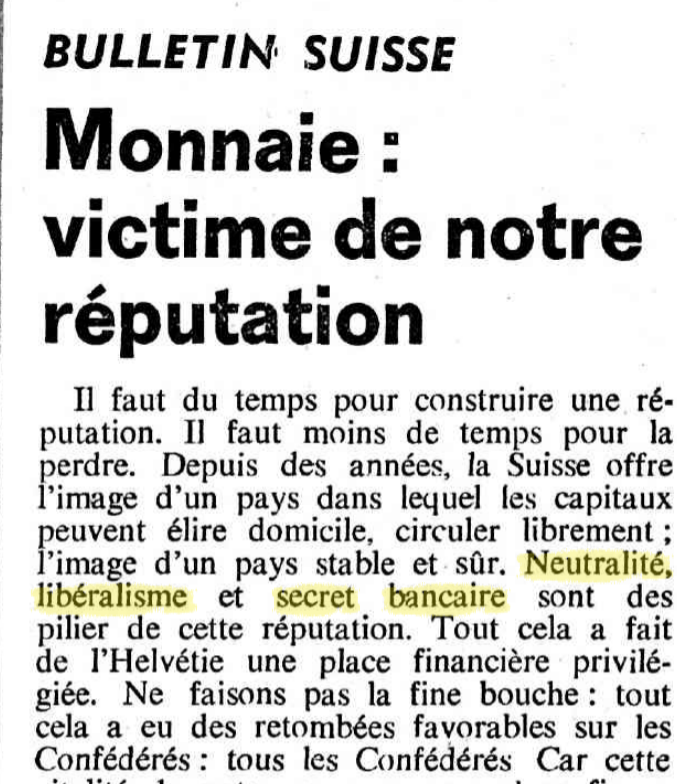 BULLETIN SUISSE
Monnaie :
victime de notre
réputation
Il faut du temps pour construire une ré-
putation. Il faut moins de temps pour la
perdre. Depuis des années, la Suisse offre
l'image d'un pays dans lequel les capitaux
peuvent élire domicile, circuler librement ;
l'image d'un pays stable et sûr. Neutralité,
libéralisme et secret bancaire sont des
pilier de cette réputation. Tout cela a fait
de l'Helvétie une place financière privilé-
giée. Ne faisons pas la fine bouche : tout
cela a eu des retombées favorables sur les
Confédérés : tous les Confédérés Car cette